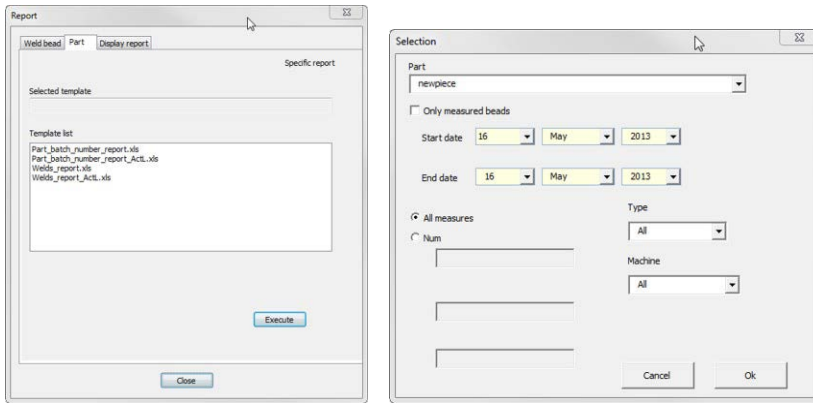 Report
Weld bead Part Display report
Specific report
Selected template
Template list
Part_batch_number_report.xls
Part_batch_number_report_ActL.xls
Welds_report.xls
Welds_report_ActL.xls
Execute
Close
Selection
Part
newpiece
Only measured beads
Start date 16 May 2013
End date 16 May 2013
All measures
Num
Type
All
Machine
All
Cancel Ok